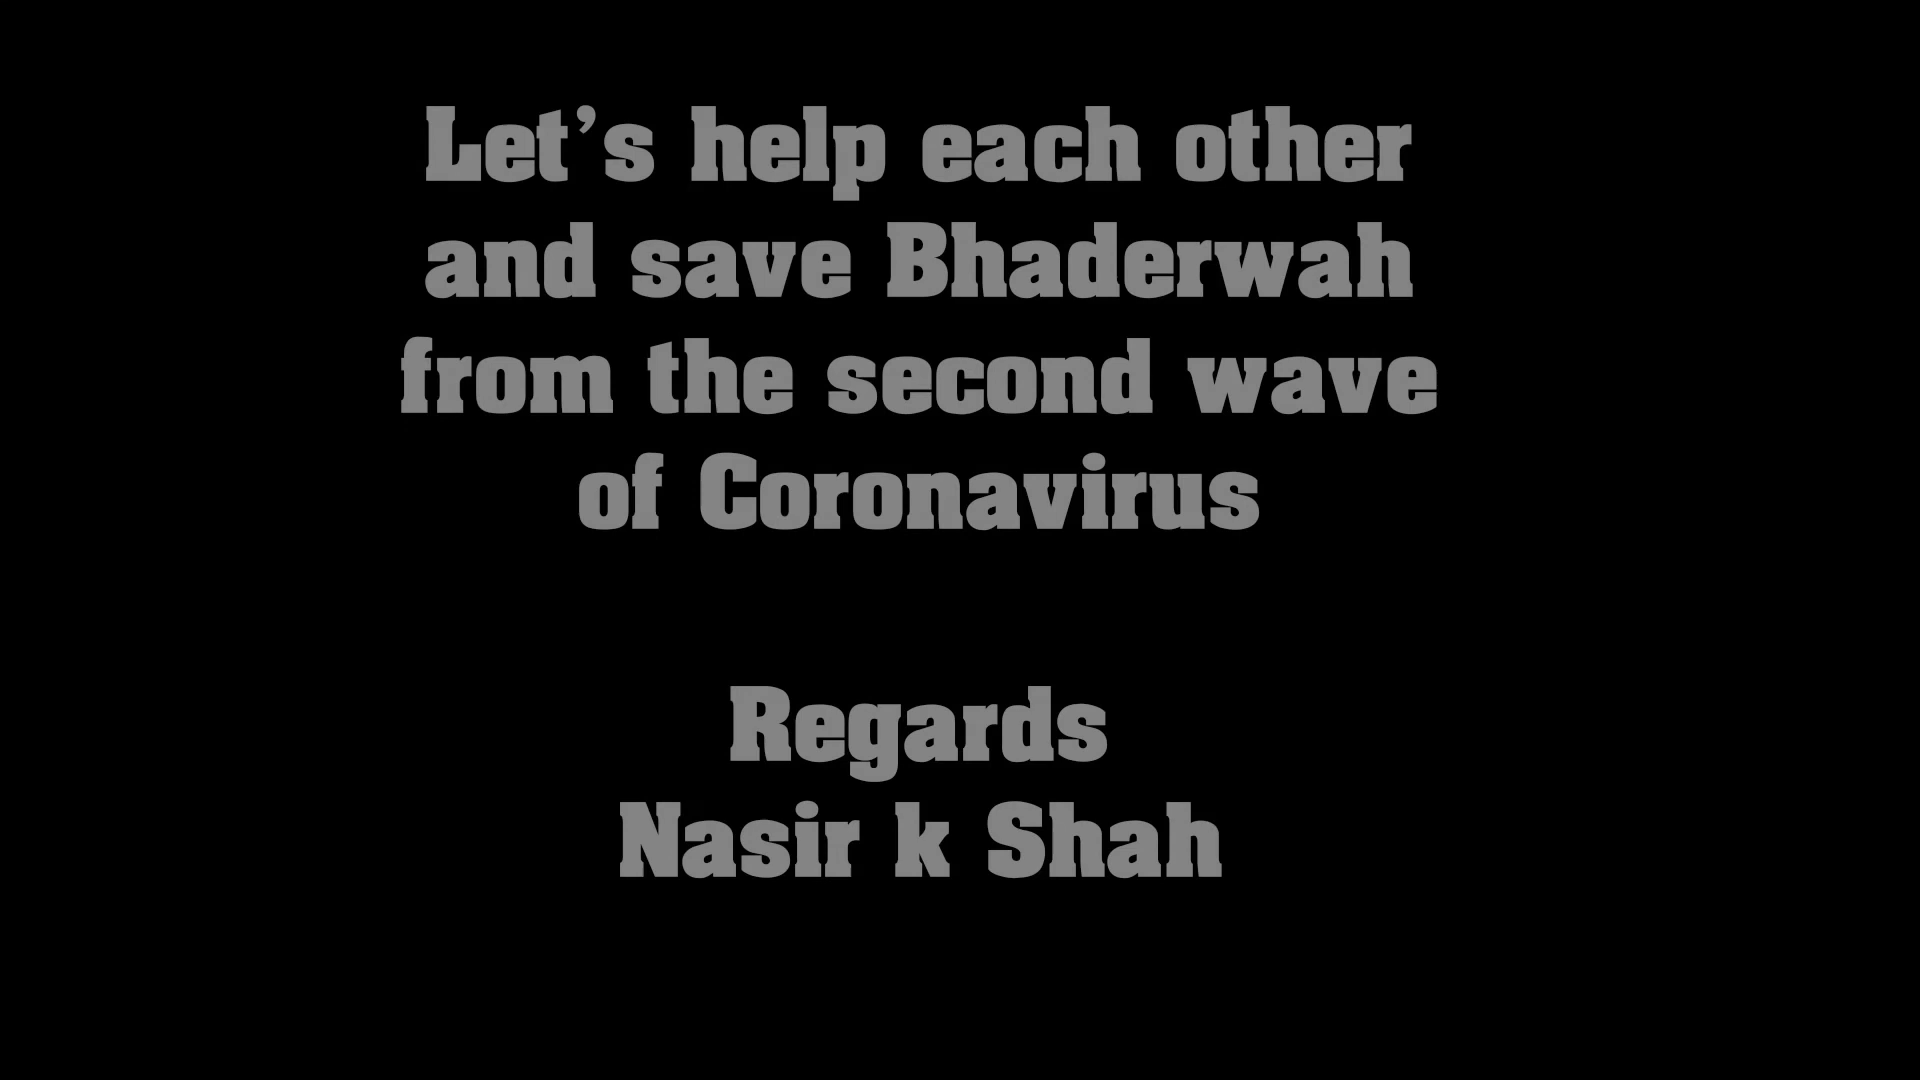 Let’s help each other
and save Bhaderwah
from the second wave
of Coronavirus
Regards
Nasir k Shah